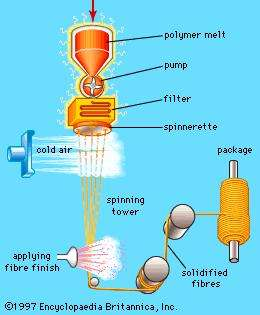 polymer melt
pump
filter
spinnerette
cold air
package
spinning
tower
applying
fibre finish
solidified
fibres
©1997 Encyclopaedia Britannica, Inc.